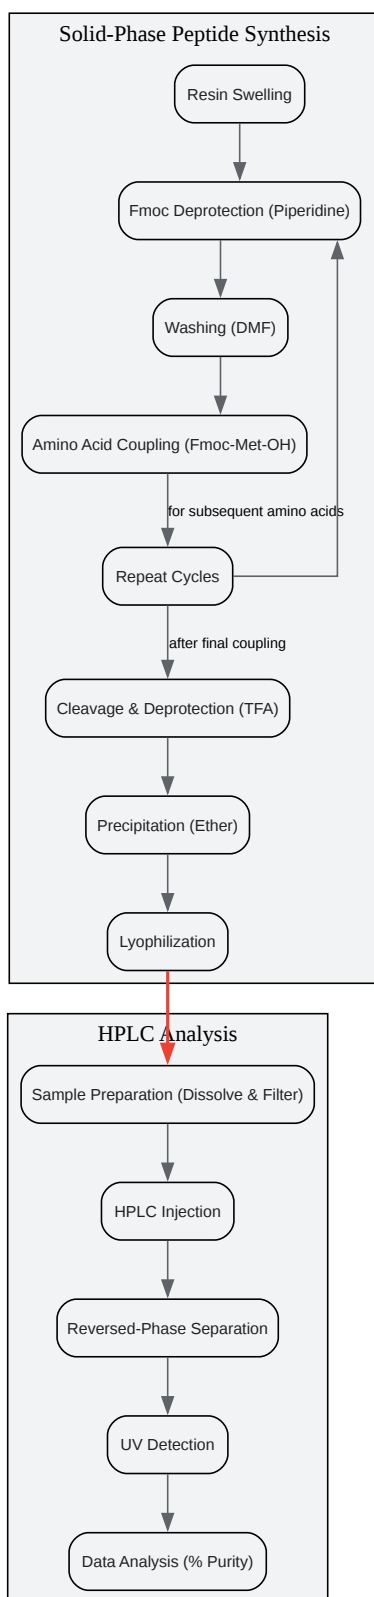 Solid-Phase Peptide Synthesis
Resin Swelling
Fmoc Deprotection (Piperidine)
Washing (DMF)
Amino Acid Coupling (Fmoc-Met-OH)
for subsequent amino acids
Repeat Cycles
after final coupling
Cleavage & Deprotection (TFA)
Precipitation (Ether)
Lyophilization
HPLC Analysis
Sample Preparation (Dissolve & Filter)
HPLC Injection
Reversed-Phase Separation
UV Detection
Data Analysis (% Purity)